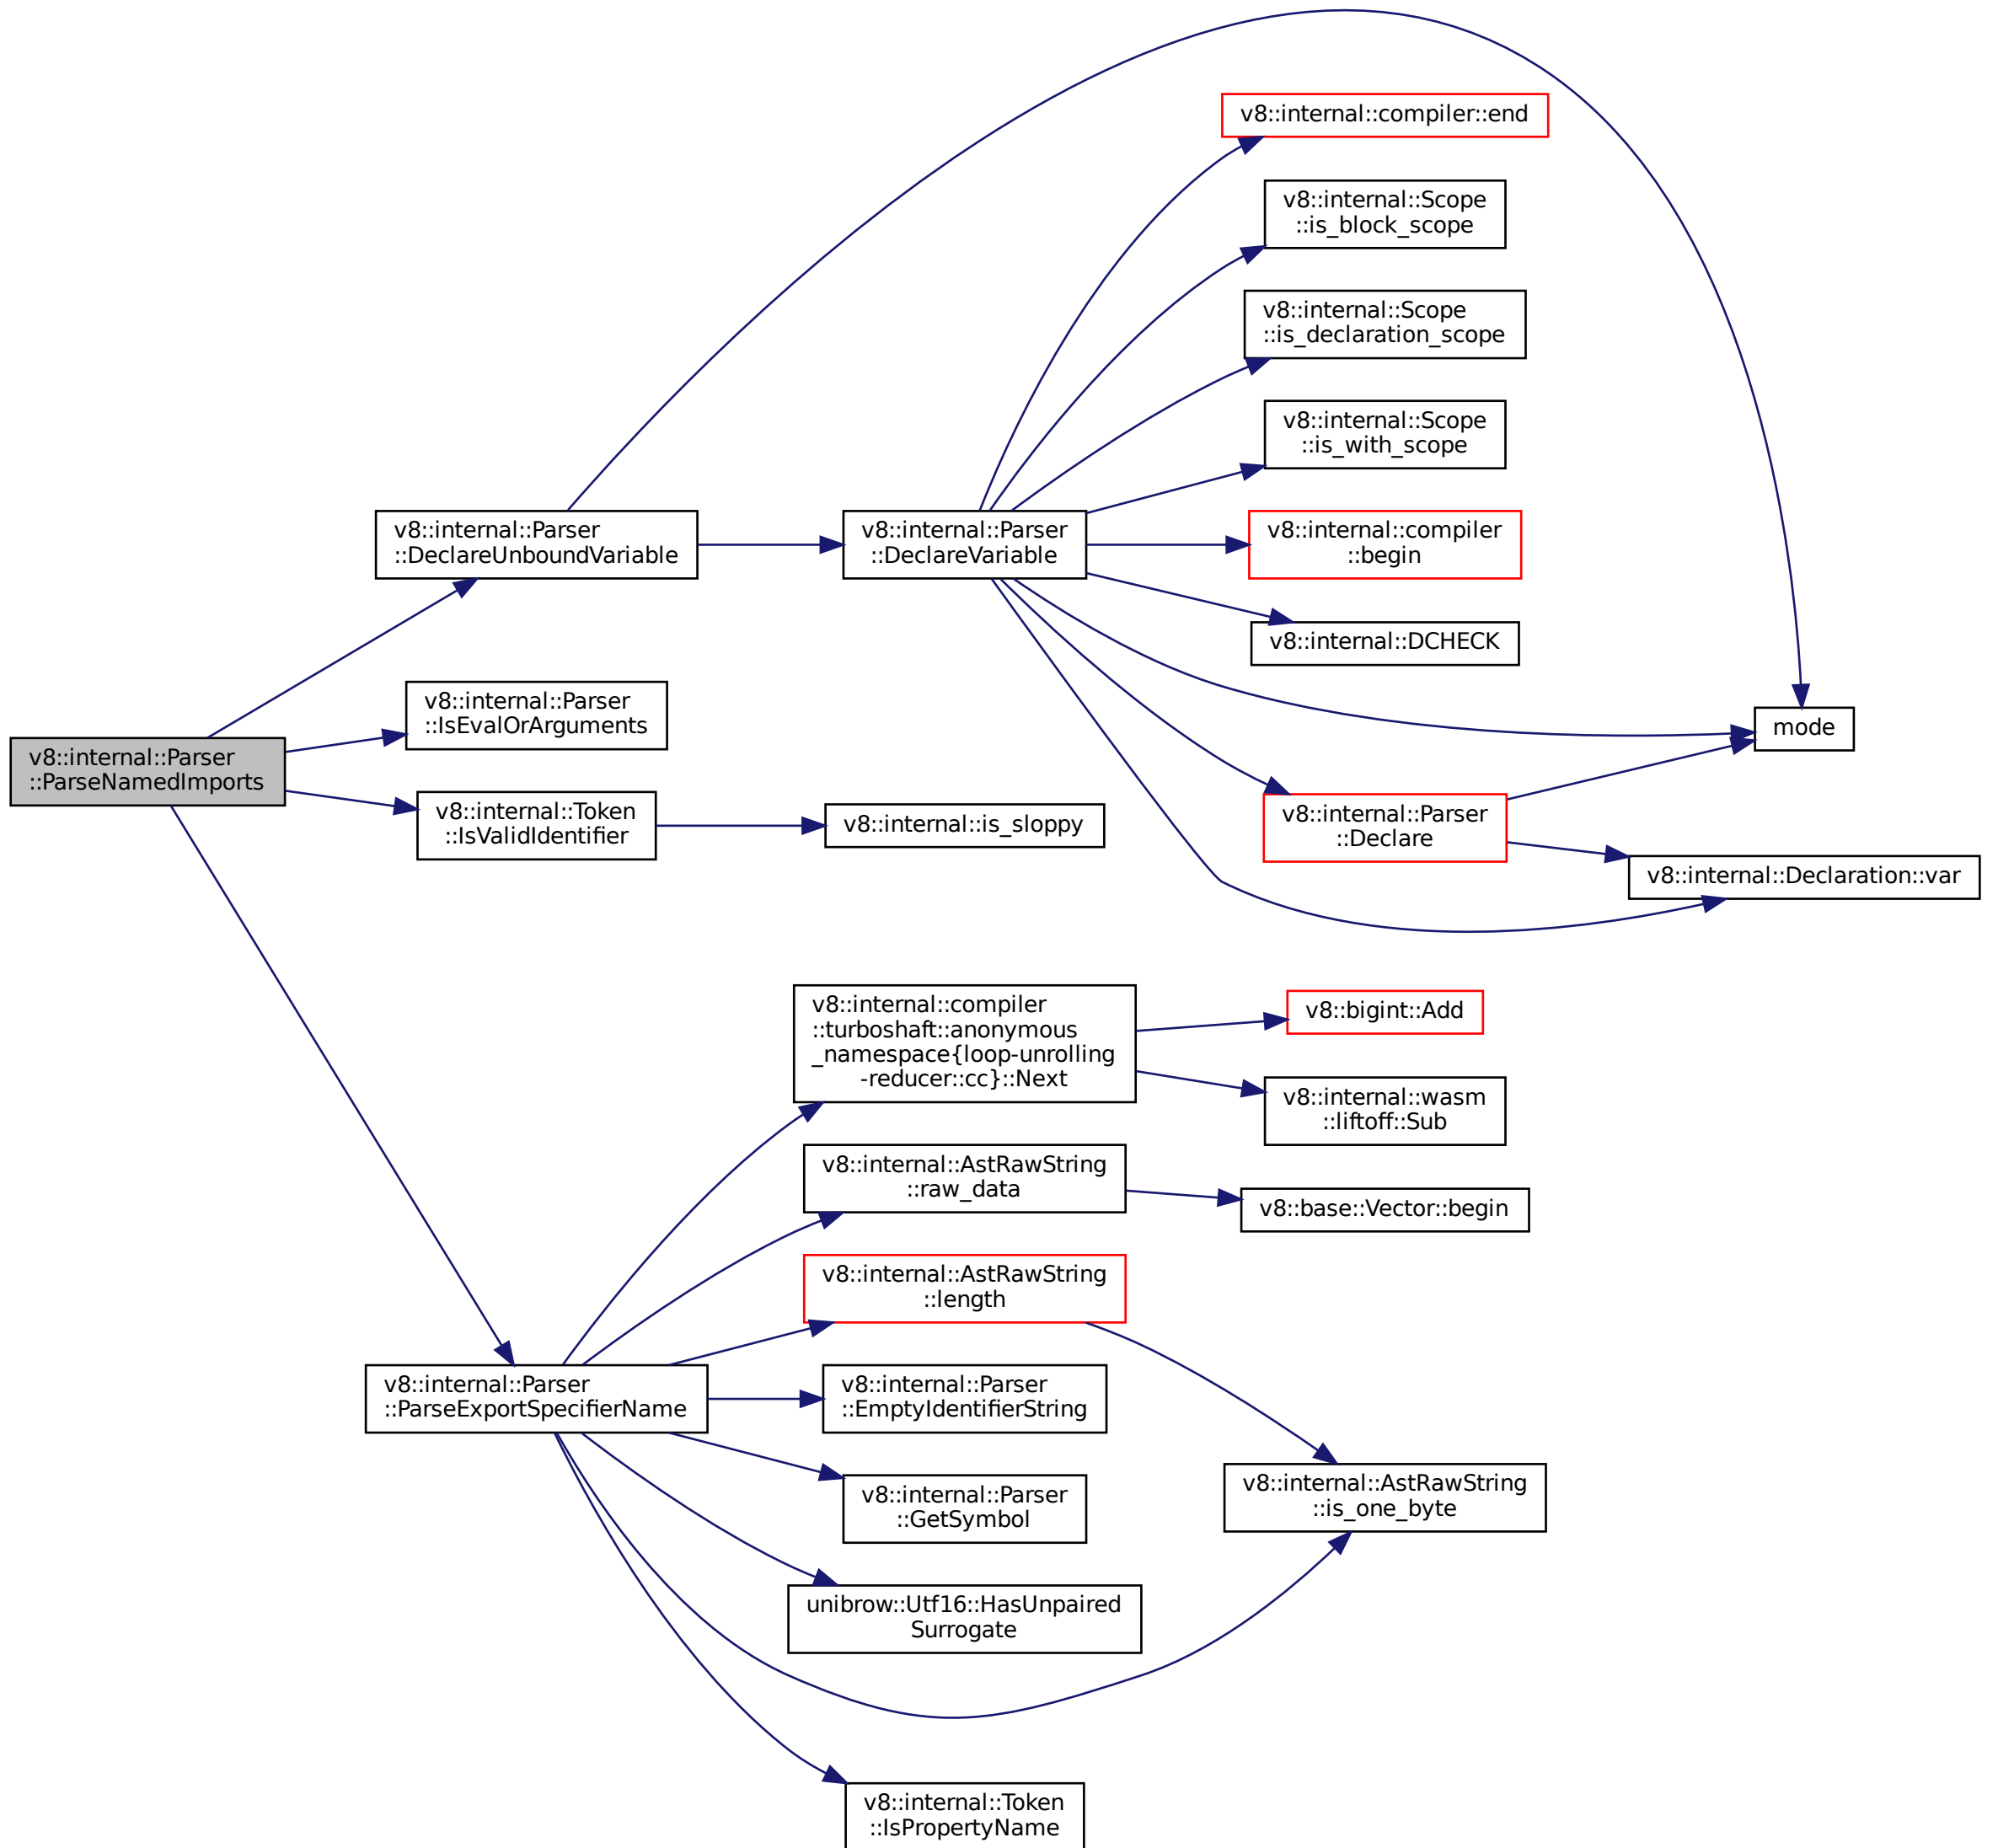 v8::internal::compiler::end
v8::internal::Scope
::is_block_scope
v8::internal::Scope
::is_declaration_scope
v8::internal::Scope
::is_with_scope
v8::internal::Parser
::DeclareUnboundVariable
v8::internal::Parser
::DeclareVariable
v8::internal::compiler
::begin
v8::internal::DCHECK
v8::internal::Parser
::IsEvalOrArguments
mode
v8::internal::Parser
::ParseNamedImports
v8::internal::Token
::IsValidIdentifier
v8::internal::is_sloppy
v8::internal::Parser
::Declare
v8::internal::Declaration::var
v8::internal::compiler
::turboshaft::anonymous
_namespace{loop-unrolling
-reducer::cc}::Next
v8::bigint::Add
v8::internal::wasm
::liftoff::Sub
v8::internal::AstRawString
::raw_data
v8::base::Vector::begin
v8::internal::AstRawString
::length
v8::internal::Parser
::ParseExportSpecifierName
v8::internal::Parser
::EmptyIdentifierString
v8::internal::Parser
::GetSymbol
v8::internal::AstRawString
::is_one_byte
unibrow::Utf16::HasUnpaired
Surrogate
v8::internal::Token
::IsPropertyName